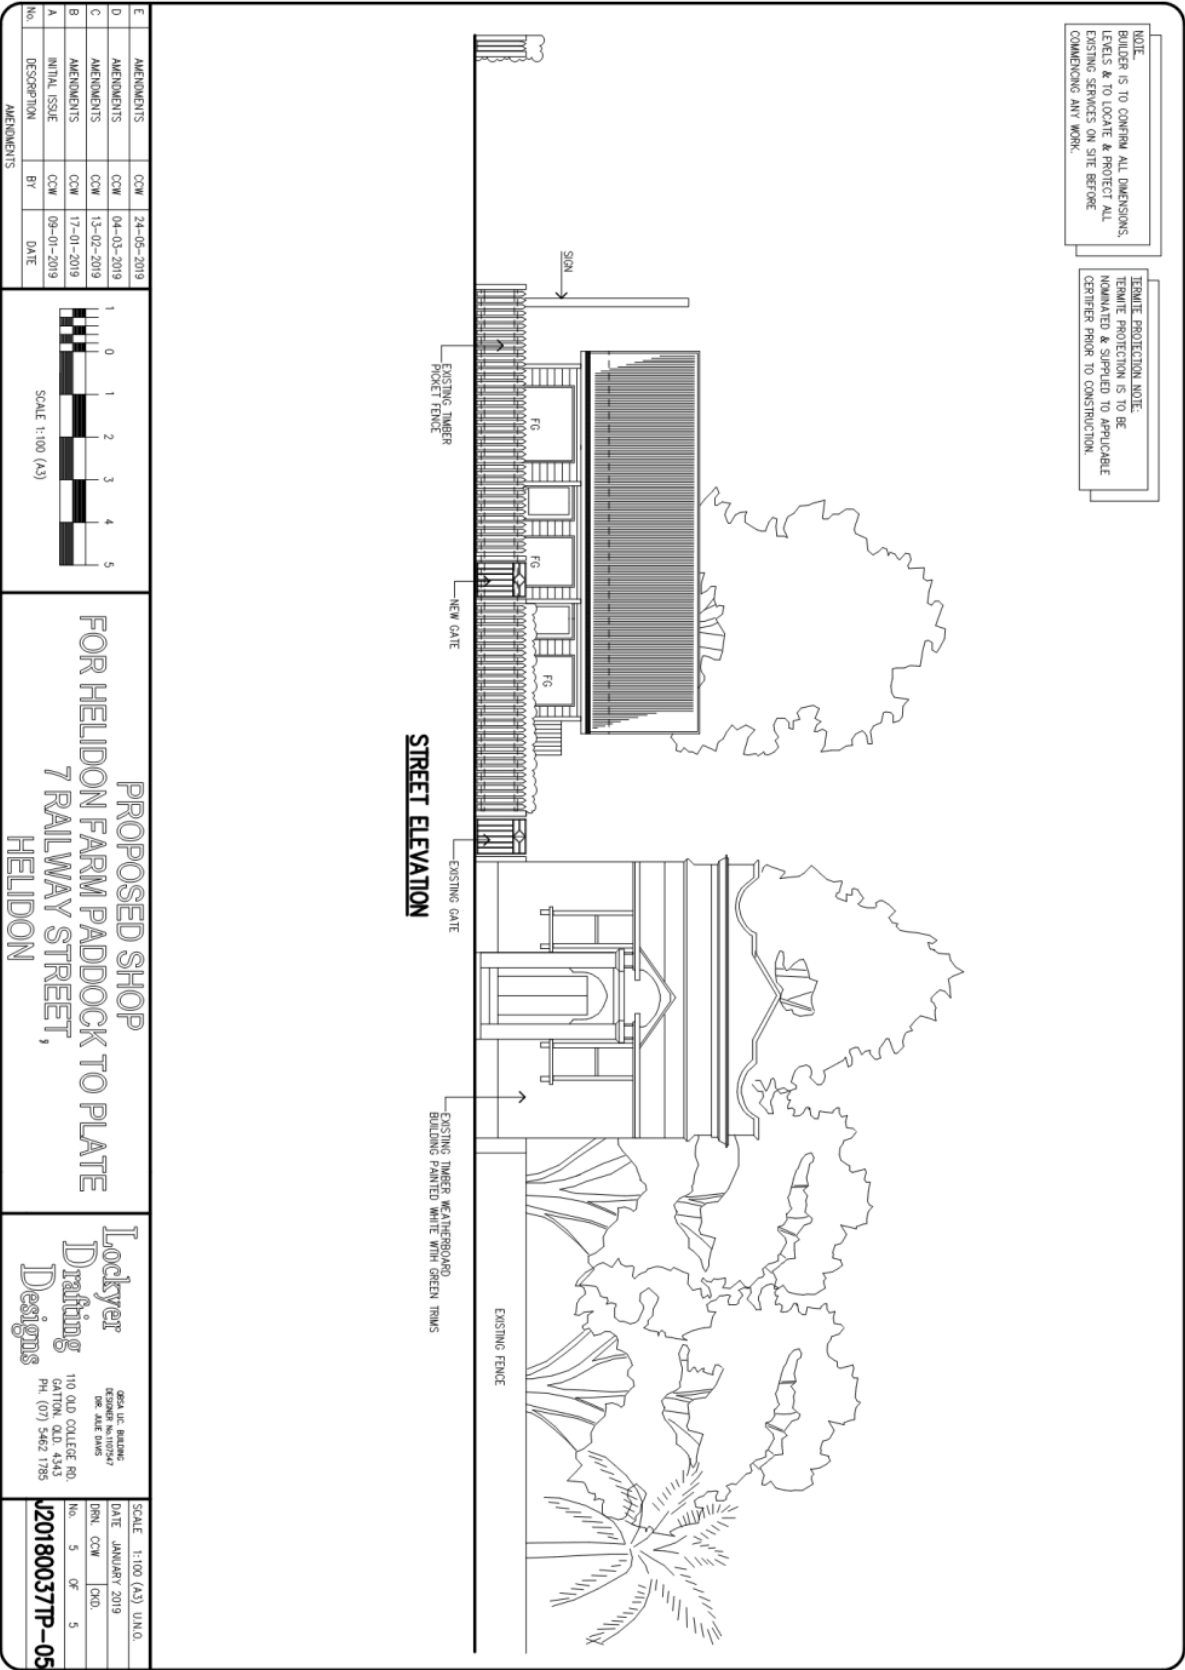 NOTE.
BUILDER IS TO CONFIRM ALL DIMENSIONS,
LEVELS & TO LOCATE & PROTECT ALL
EXISTING SERVICES ON SITE BEFORE
COMMENCING ANY WORK.
TERMITE PROTECTION NOTE:
TERMITE PROTECTION IS TO BE
NOMINATED & SUPPLIED TO APPLICABLE
CERTIFIER PRIOR TO CONSTRUCTION.
SIGN
FG
FG
FG
EXISTING TIMBER
PICKET FENCE
NEW GATE
EXISTING GATE
EXISTING TIMBER WEATHERBOARD
BUILDING PAINTED WHITE WTIH GREEN TRIMS
EXISTING FENCE
STREET ELEVATION
E AMENDMENTS CCW 24-05-2019
D AMENDMENTS CCW 04-03-2019
C AMENDMENTS CCW 13-02-2019
B AMENDMENTS CCW 17-01-2019
A INITIAL ISSUE CCW 09-01-2019
No. DESCRIPTION BY DATE
AMENDMENTS
1 0 1 2 3 4 5
SCALE 1:100 (A3)
PROPOSED SHOP
FOR HELIDON FARM PADDOCK TO PLATE
7 RAILWAY STREET,
HELIDON
Lockyer
Drafting
Designs
QBSA LIC. BUILDING
DESIGNER No.1107547
DIR. JULIE DAVIS
110 OLD COLLEGE RD.
GATTON. QLD. 4343
PH. (07) 5462 1785
SCALE 1:100 (A3) U.N.O.
DATE JANUARY 2019
DRN. CCW CKD.
No. 5 OF 5
J20180037TP-05